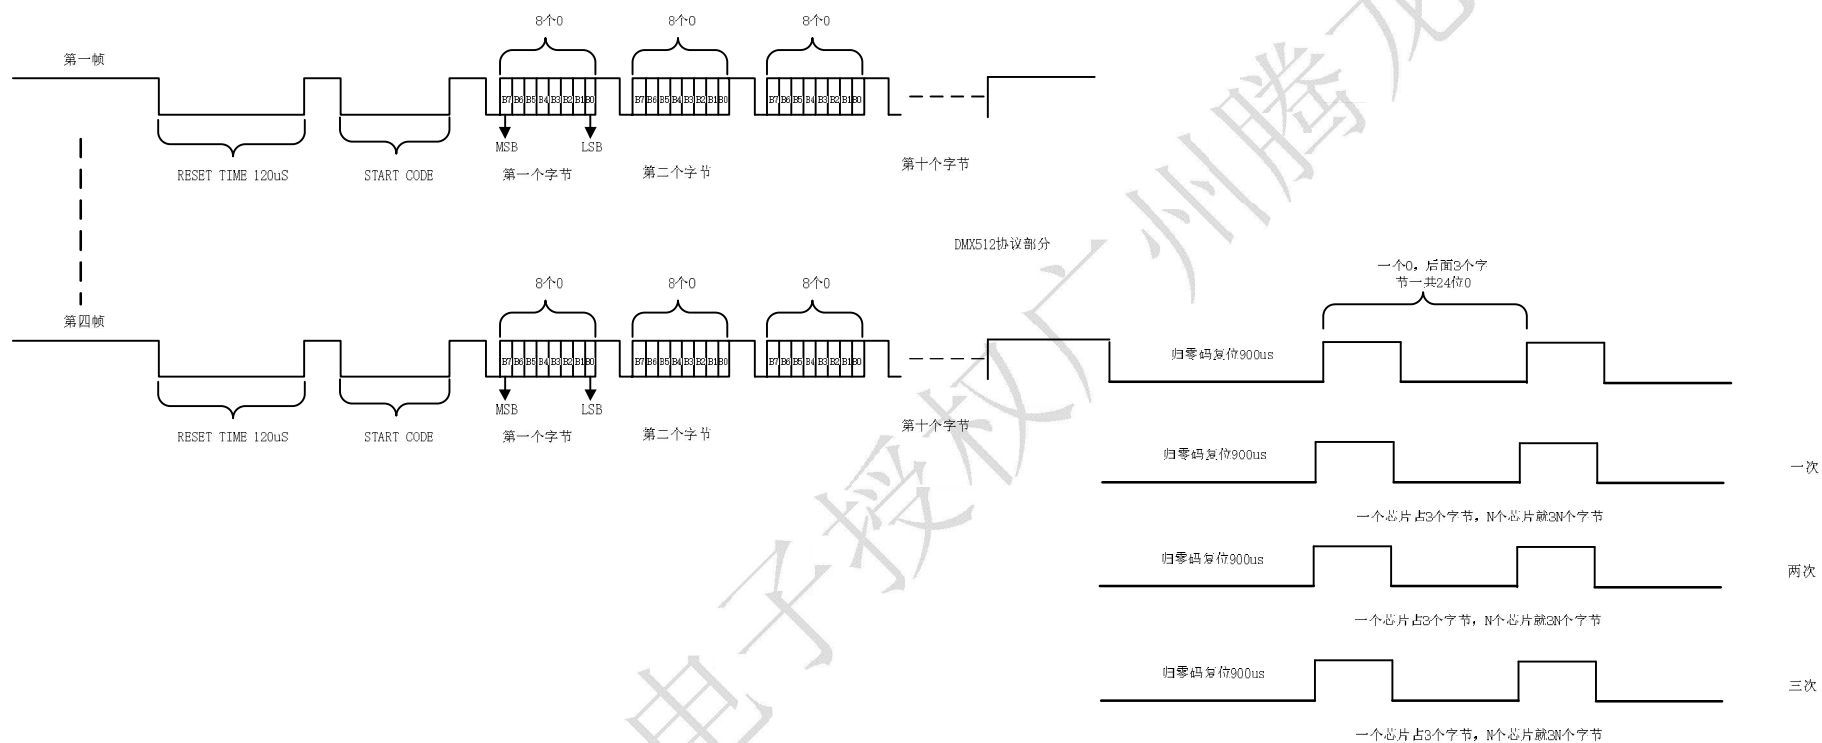 8个0 8个0 8个0
第一帧
B7 B6 B5 B4 B3 B2 B1 B0 B7 B6 B5 B4 B3 B2 B1 B0 B7 B6 B5 B4 B3 B2 B1 B0
MSB LSB
RESET TIME 120uS START CODE 第一个字节 第二个字节 第十个字节
DMX512协议部分
8个0 8个0 8个0
一个0，后面3个字
节一共24位0
第四帧
B7 B6 B5 B4 B3 B2 B1 B0 B7 B6 B5 B4 B3 B2 B1 B0 B7 B6 B5 B4 B3 B2 B1 B0
归零码复位900us
MSB LSB
RESET TIME 120uS START CODE 第一个字节 第二个字节 第十个字节
归零码复位900us 一次
一个芯片占3个字节，N个芯片就3N个字节
归零码复位900us 两次
一个芯片占3个字节，N个芯片就3N个字节
归零码复位900us 三次
一个芯片占3个字节，N个芯片就3N个字节
电子授权广州腾龙